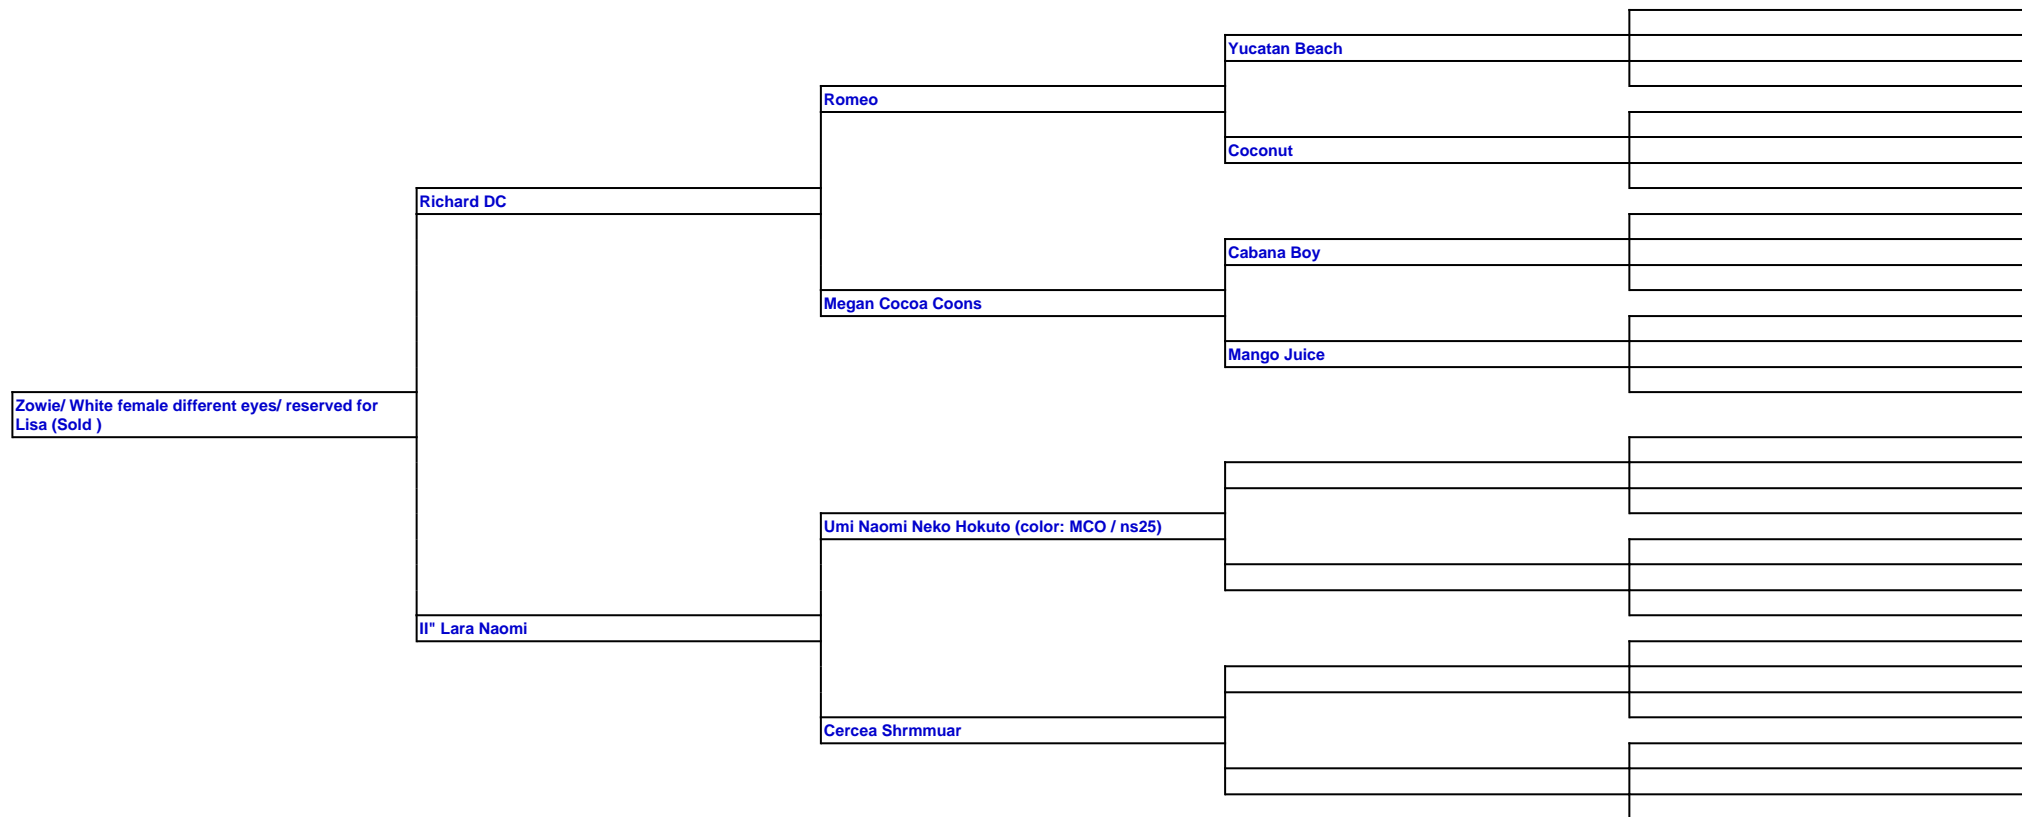 Yucatan Beach
Romeo
Coconut
Richard DC
Cabana Boy
Megan Cocoa Coons
Mango Juice
Zowie/ White female different eyes/ reserved for
Lisa (Sold )
Umi Naomi Neko Hokuto (color: MCO / ns25)
II" Lara Naomi
Cercea Shrmmuar